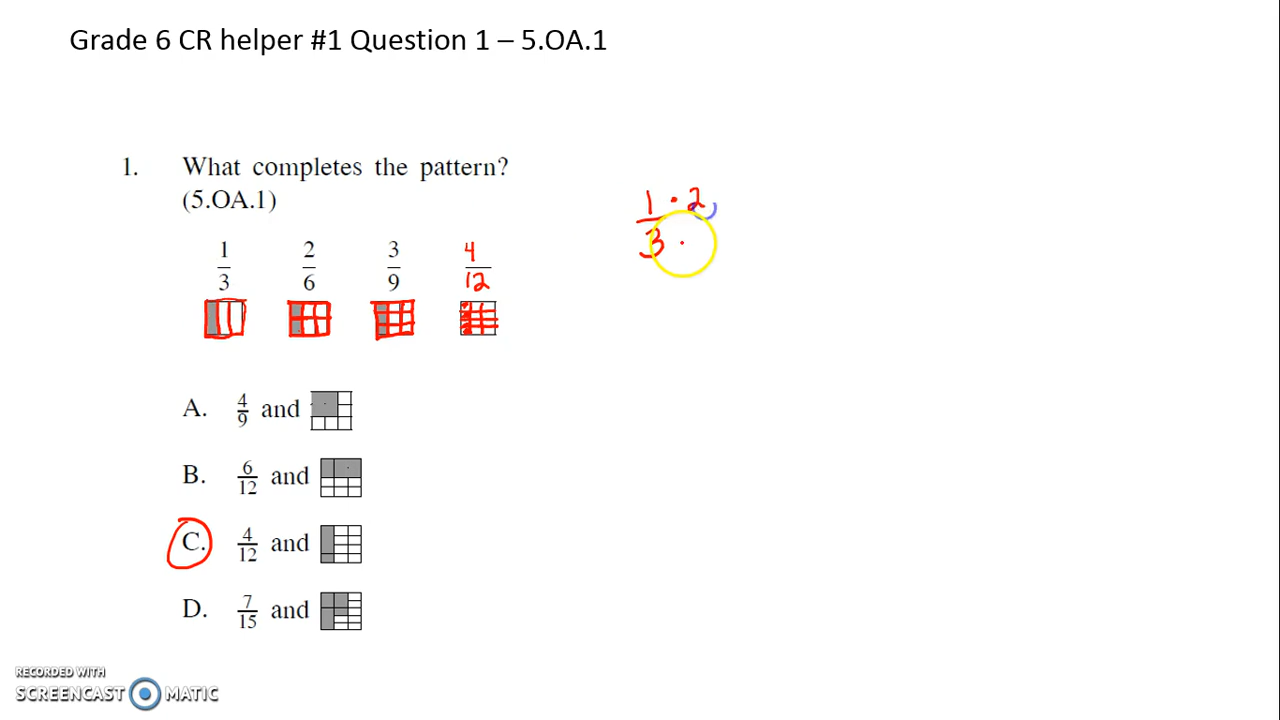 Grade 6 CR helper #1 Question 1 – 5.OA.1
1. What completes the pattern?
(5.OA.1)
1/3 2/6 3/9 4/12
1 · 2
3 ·
A. 4/9 and
B. 6/12 and
C. 4/12 and
D. 7/15 and
RECORDED WITH
SCREENCAST MATIC